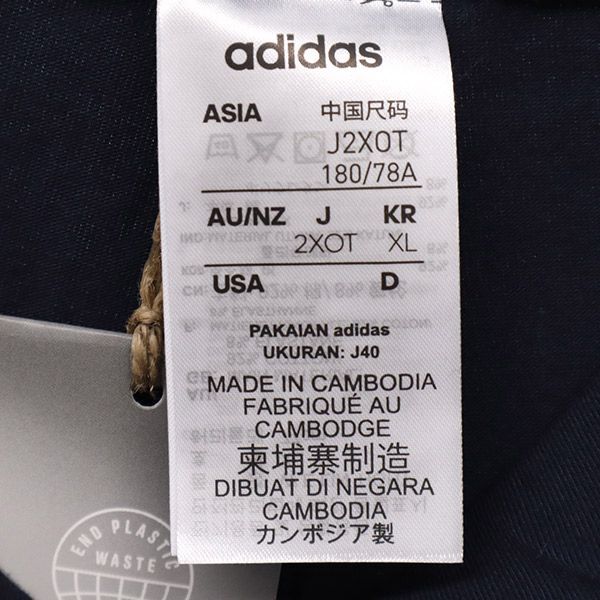 adidas
ASIA 中国尺码
J2XOT
180/78A
AU/NZ J KR
2XOT XL
USA D
PAKAIAN adidas
UKURAN: J40
MADE IN CAMBODIA
FABRIQUÉ AU
CAMBODGE
柬埔寨制造
DIBUAT DI NEGARA
CAMBODIA
カンボジア製
END PLASTIC
WASTE